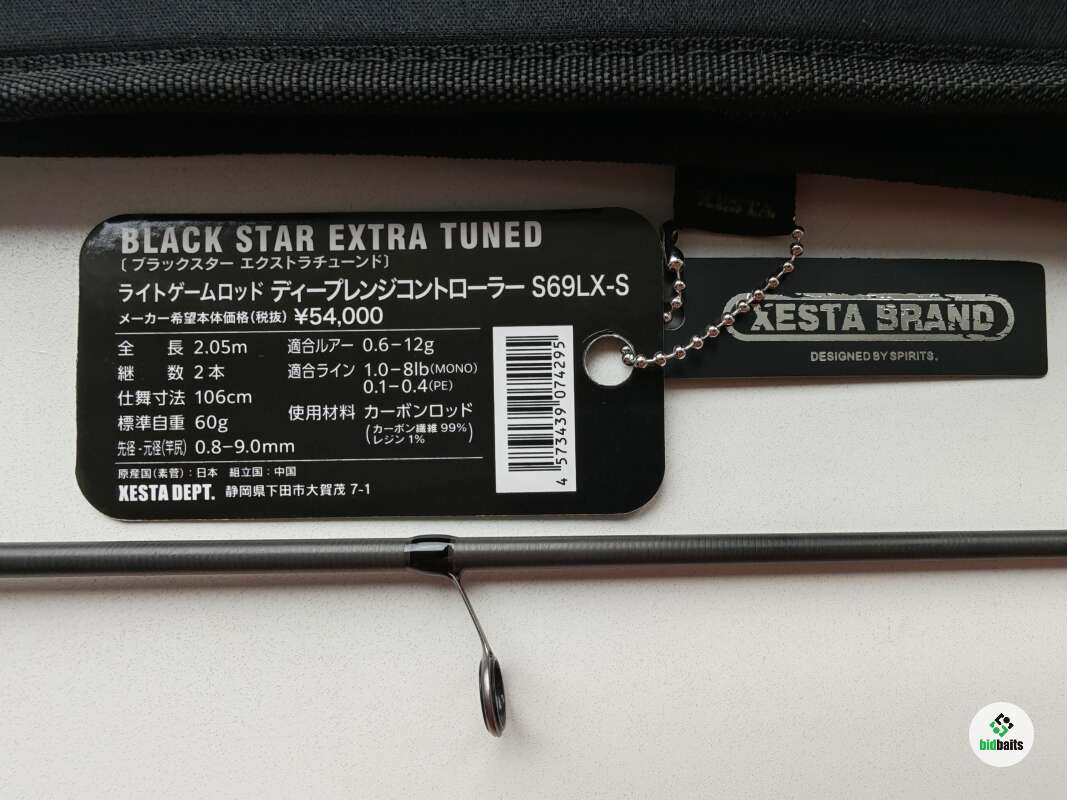 XESTA
BLACK STAR EXTRA TUNED
〔ブラックスター エクストラチューンド〕
ライトゲームロッド ディープレンジコントローラー S69LX-S
メーカー希望本体価格(税抜) ¥54,000
全 長 2.05m 適合ルアー 0.6-12g
継 数 2本 適合ライン 1.0-8lb(MONO)
0.1-0.4(PE)
仕舞寸法 106cm
標準自重 60g 使用材料 カーボンロッド
(カーボン繊維 99%
レジン 1%)
先径-元径(竿尻) 0.8-9.0mm
原産国(素管):日本 組立国:中国
XESTA DEPT. 静岡県下田市大賀茂 7-1
4 573439 074295
XESTA BRAND
DESIGNED BY SPIRITS.
bidbaits